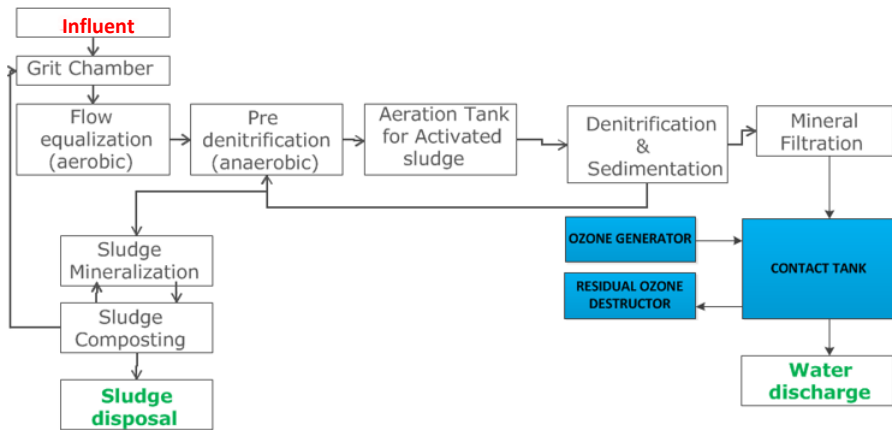 Influent
Grit Chamber
Flow
equalization
(aerobic)
Pre
denitrification
(anaerobic)
Aeration Tank
for Activated
sludge
Denitrification
&
Sedimentation
Mineral
Filtration
OZONE GENERATOR
CONTACT TANK
RESIDUAL OZONE
DESTRUCTOR
Sludge
Mineralization
Sludge
Composting
Sludge
disposal
Water
discharge